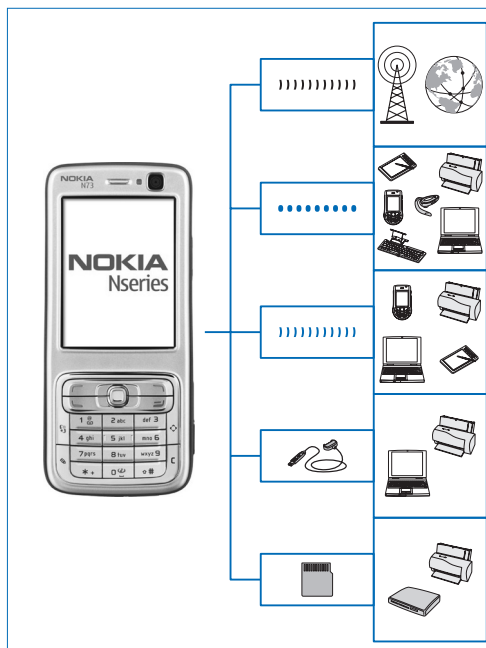 NOKIA
N73
NOKIA
Nseries
1
2 abc
def 3
4 ghi
5 jkl
mno 6
7 pqrs
8 tuv
wxyz 9
* +
0
#